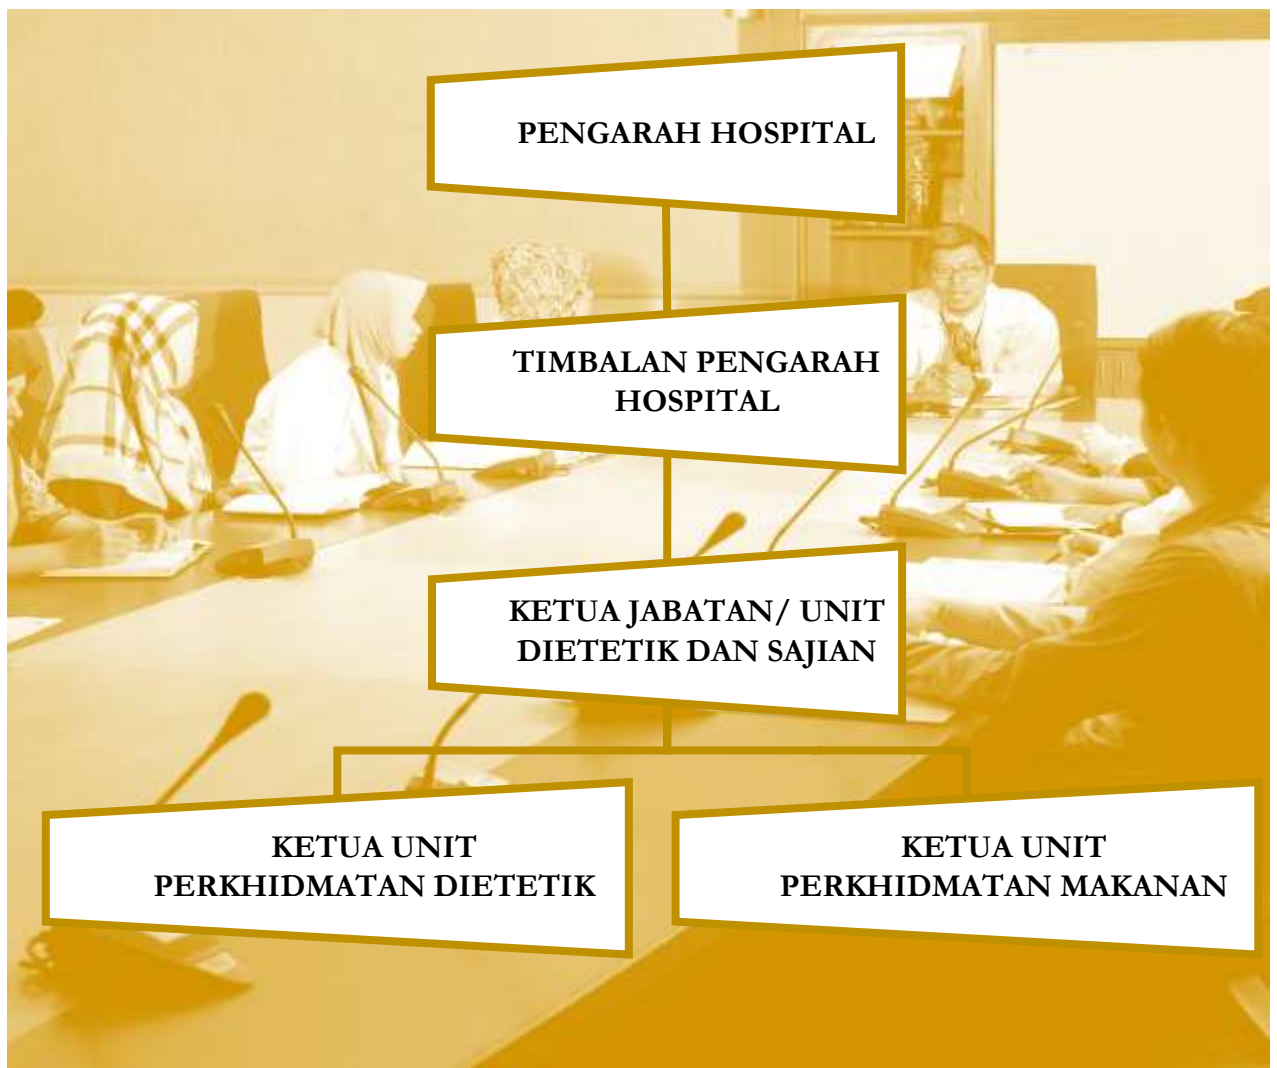 PENGARAH HOSPITAL
TIMBALAN PENGARAH
HOSPITAL
KETUA JABATAN/ UNIT
DIETETIK DAN SAJIAN
KETUA UNIT
PERKHIDMATAN DIETETIK
KETUA UNIT
PERKHIDMATAN MAKANAN